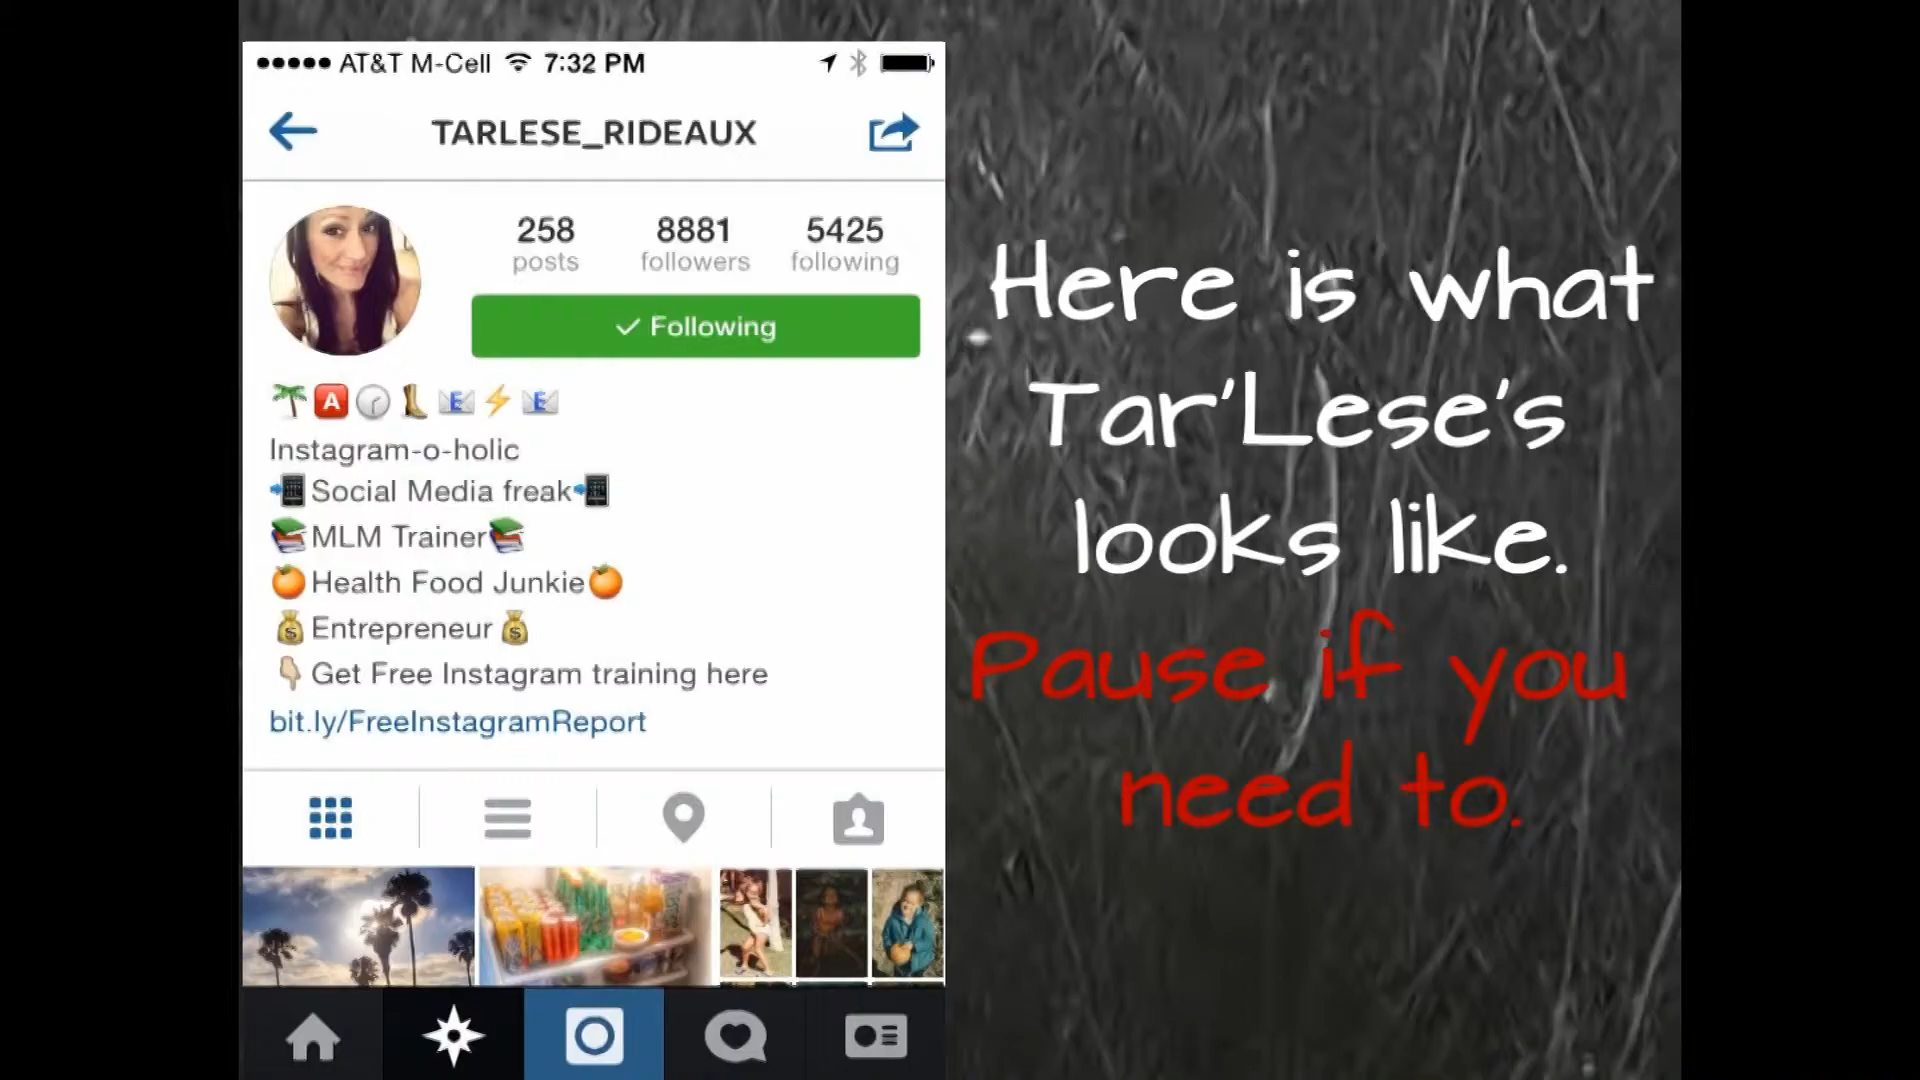 AT&T M-Cell 7:32 PM
TARLESE_RIDEAUX
258 8881 5425
posts followers following
✓ Following
🌴🅰🕜👢📧⚡📧
Instagram-o-holic
📲Social Media freak📲
📚MLM Trainer📚
🍊Health Food Junkie🍊
💰Entrepreneur💰
👇Get Free Instagram training here
bit.ly/FreeInstagramReport
Here is what
Tar'Lese's
looks like.
Pause if you
need to.